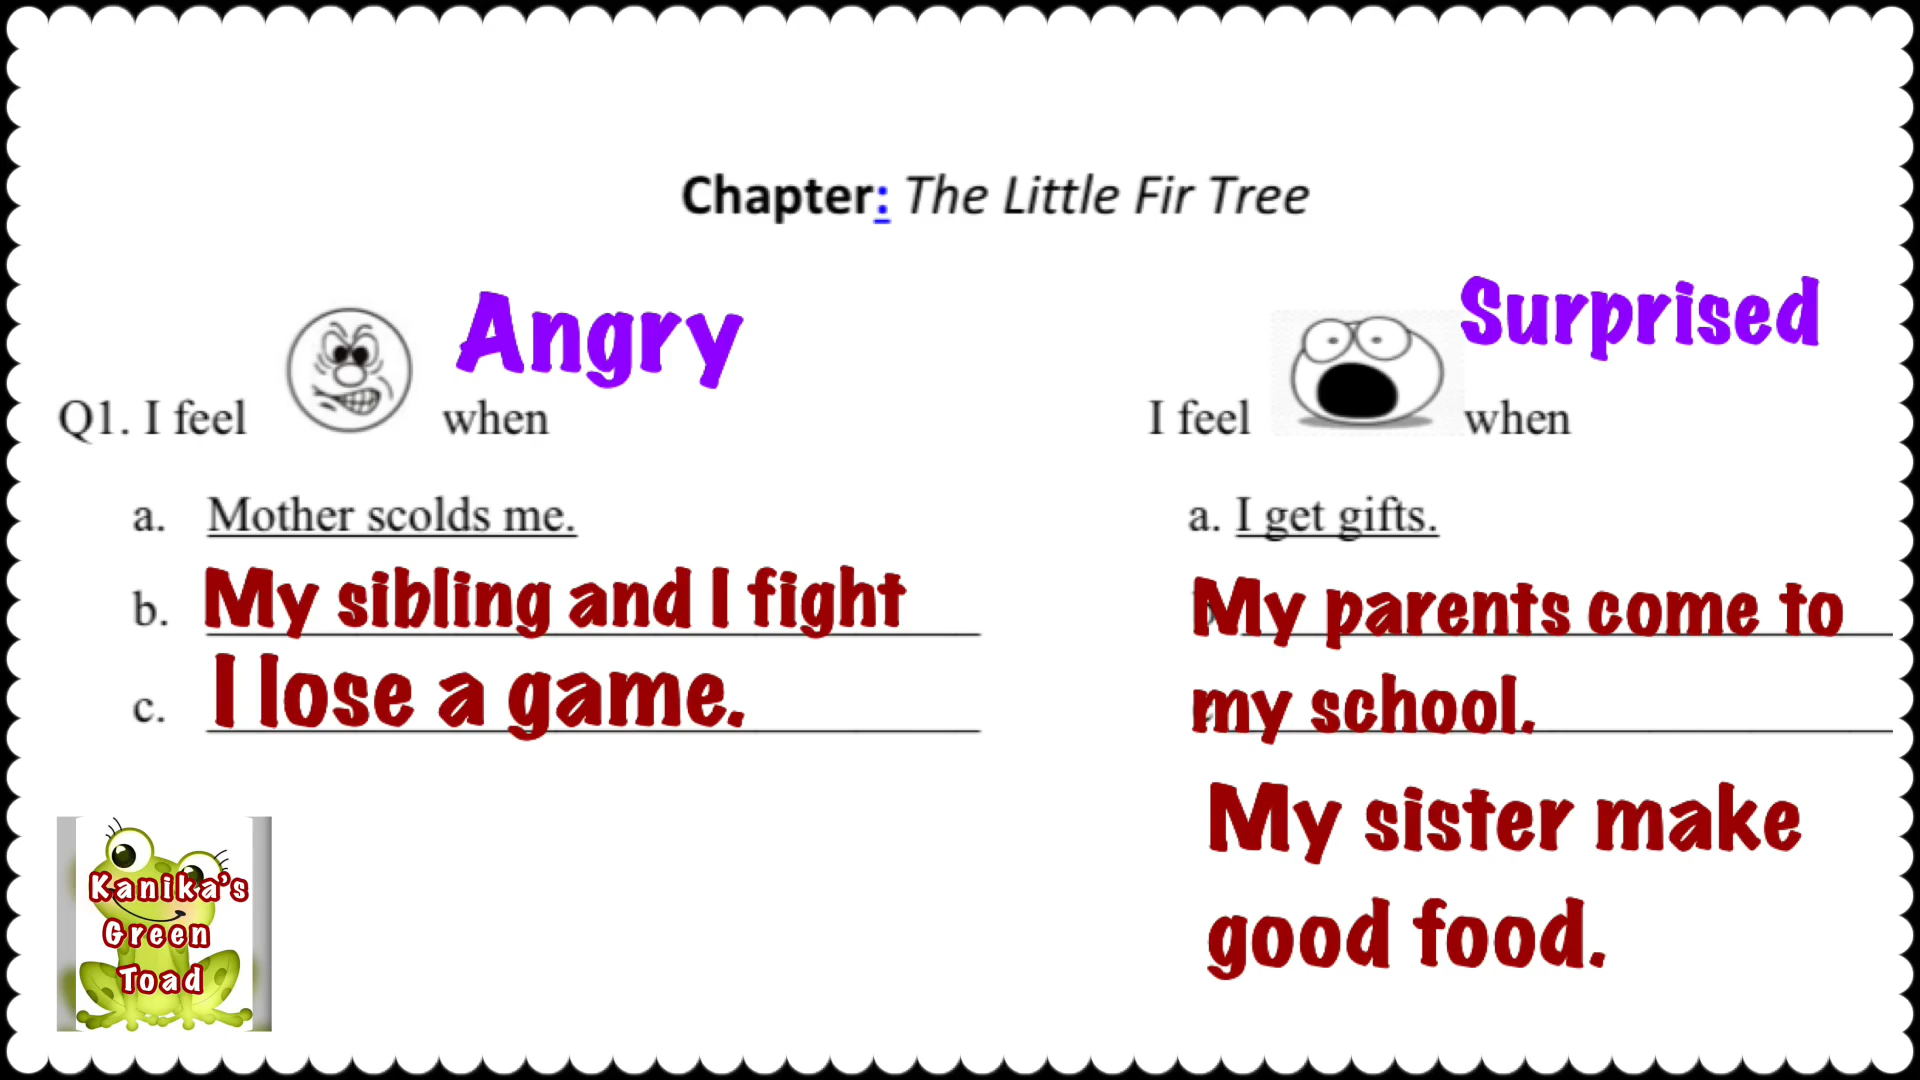 Chapter: The Little Fir Tree
Angry
Q1. I feel when
a. Mother scolds me.
b. My sibling and I fight
c. I lose a game.
Surprised
I feel when
a. I get gifts.
My parents come to
my school.
My sister make
good food.
Kanika's
Green
Toad